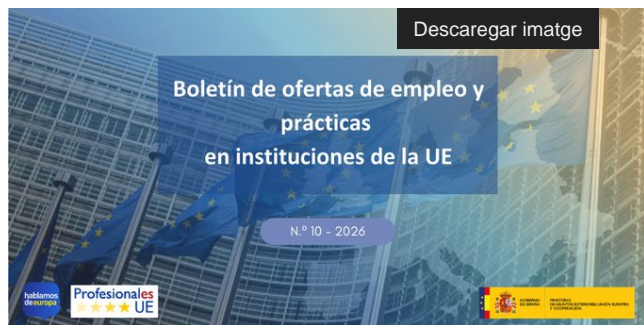 Descaregar imatge
Boletín de ofertas de empleo y
prácticas
en instituciones de la UE
N.º 10 – 2026
hablamos
deeuropa
Profesionales
UE
GOBIERNO
DE ESPAÑA
MINISTERIO
DE ASUNTOS EXTERIORES, UNIÓN EUROPEA
Y COOPERACIÓN